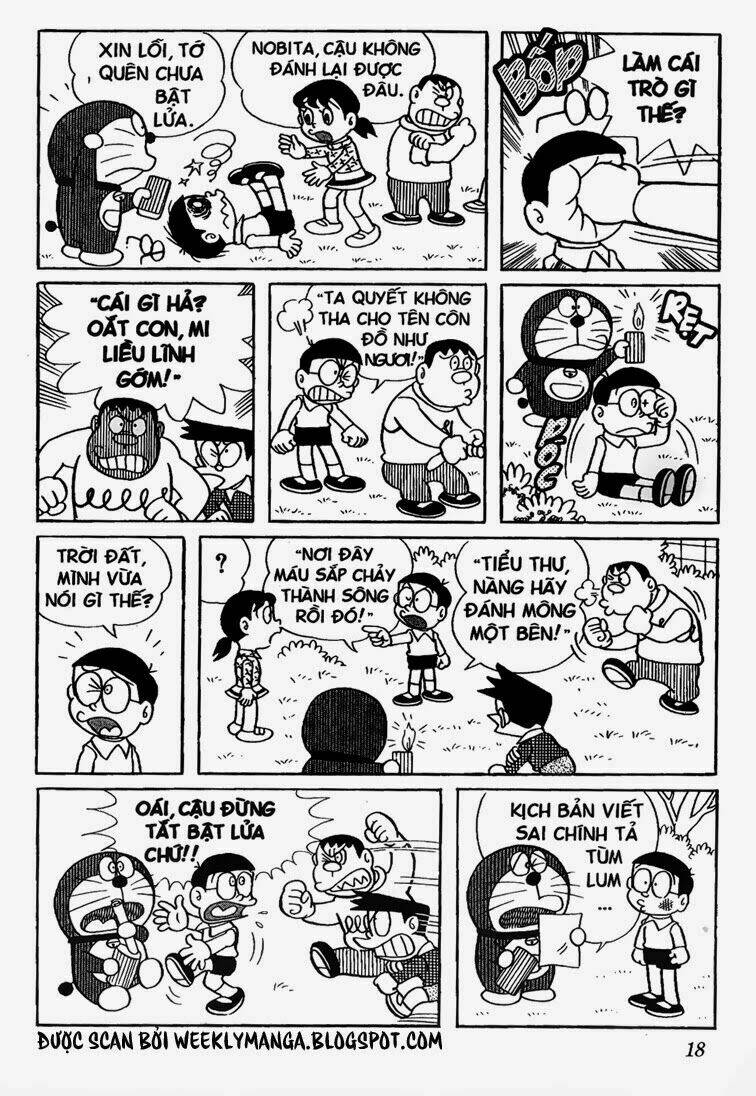 XIN LỖI, TỚ
QUÊN CHƯA
BẬT
LỬA.
NOBITA, CẬU KHÔNG
ĐÁNH LẠI ĐƯỢC
ĐÂU.
BỐP
LÀM CÁI
TRÒ GÌ
THẾ?
"CÁI GÌ HẢ?
OẮT CON, MI
LIỀU LĨNH
GỚM!"
"TA QUYẾT KHÔNG
THA CHO TÊN CÔN
ĐỒ NHƯ
NGƯƠI!"
RẸT
PỌC
TRỜI ĐẤT,
MÌNH VỪA
NÓI GÌ THẾ?
?
"NƠI ĐÂY
MÁU SẮP CHẢY
THÀNH SÔNG
RỒI ĐÓ!"
"TIỂU THƯ,
NÀNG HÃY
ĐÁNH MÔNG
MỘT BÊN!"
OÁI, CẬU ĐỪNG
TẮT BẬT LỬA
CHỨ!!
KỊCH BẢN VIẾT
SAI CHÍNH TẢ
TÙM
LUM
...
ĐƯỢC SCAN BỞI WEEKLYMANGA.BLOGSPOT.COM
18